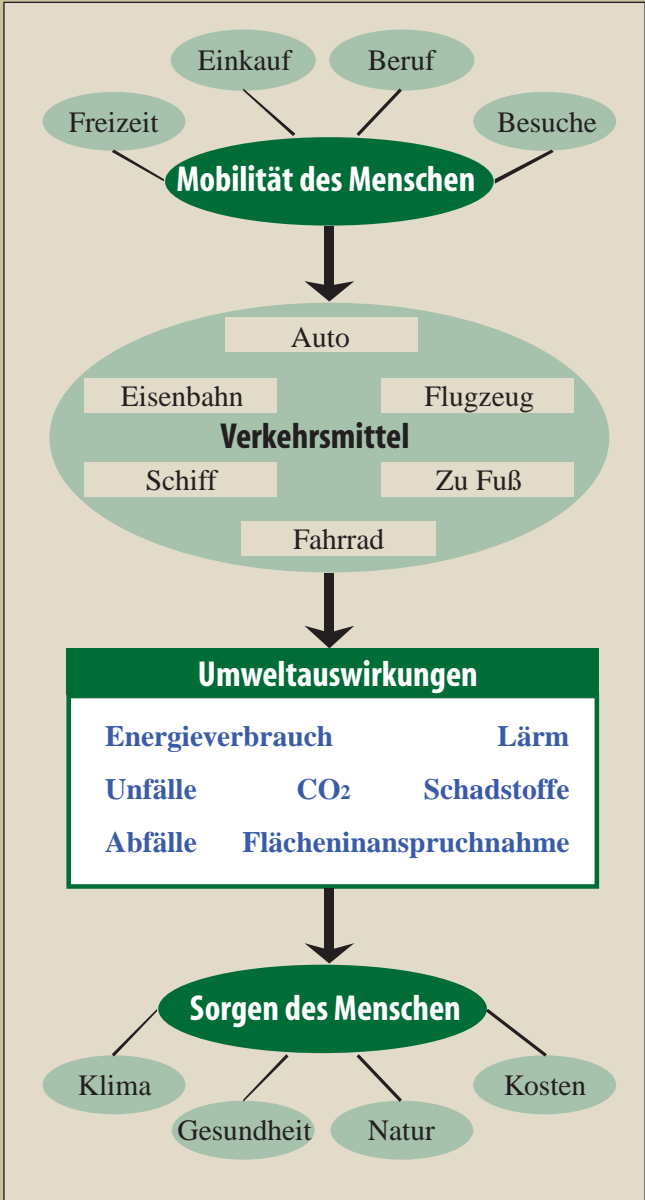 Einkauf Beruf
Freizeit Besuche
Mobilität des Menschen
Auto
Eisenbahn Flugzeug
Verkehrsmittel
Schiff Zu Fuß
Fahrrad
Umweltauswirkungen
Energieverbrauch Lärm
Unfälle CO2 Schadstoffe
Abfälle Flächeninanspruchnahme
Sorgen des Menschen
Klima Kosten
Gesundheit Natur